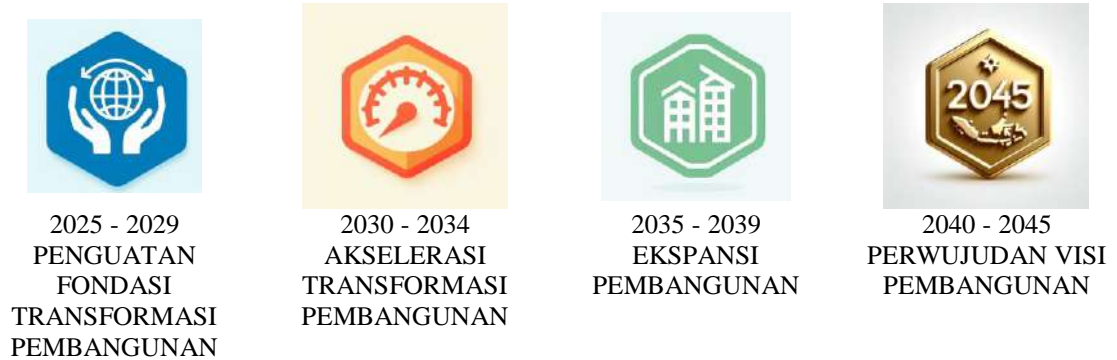 2045
2025 - 2029
PENGUATAN
FONDASI
TRANSFORMASI
PEMBANGUNAN
2030 - 2034
AKSELERASI
TRANSFORMASI
PEMBANGUNAN
2035 - 2039
EKSPANSI
PEMBANGUNAN
2040 - 2045
PERWUJUDAN VISI
PEMBANGUNAN